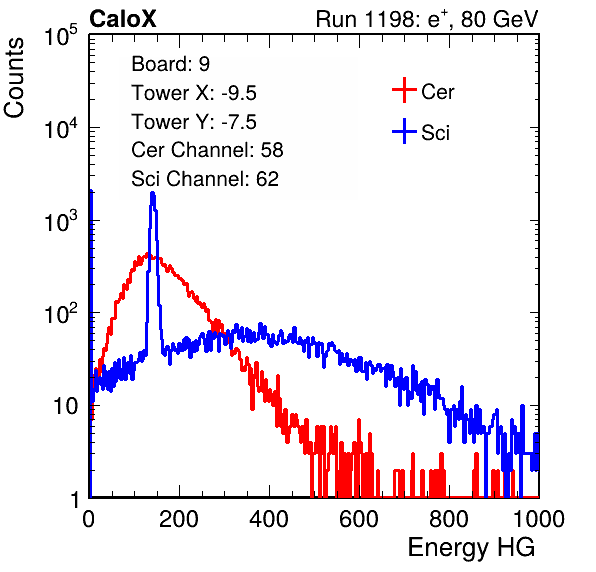 CaloX Run 1198: e⁺, 80 GeV
Counts
10⁵
10⁴
10³
10²
10
1
Board: 9
Tower X: -9.5
Tower Y: -7.5
Cer Channel: 58
Sci Channel: 62
Cer
Sci
0 200 400 600 800 1000
Energy HG